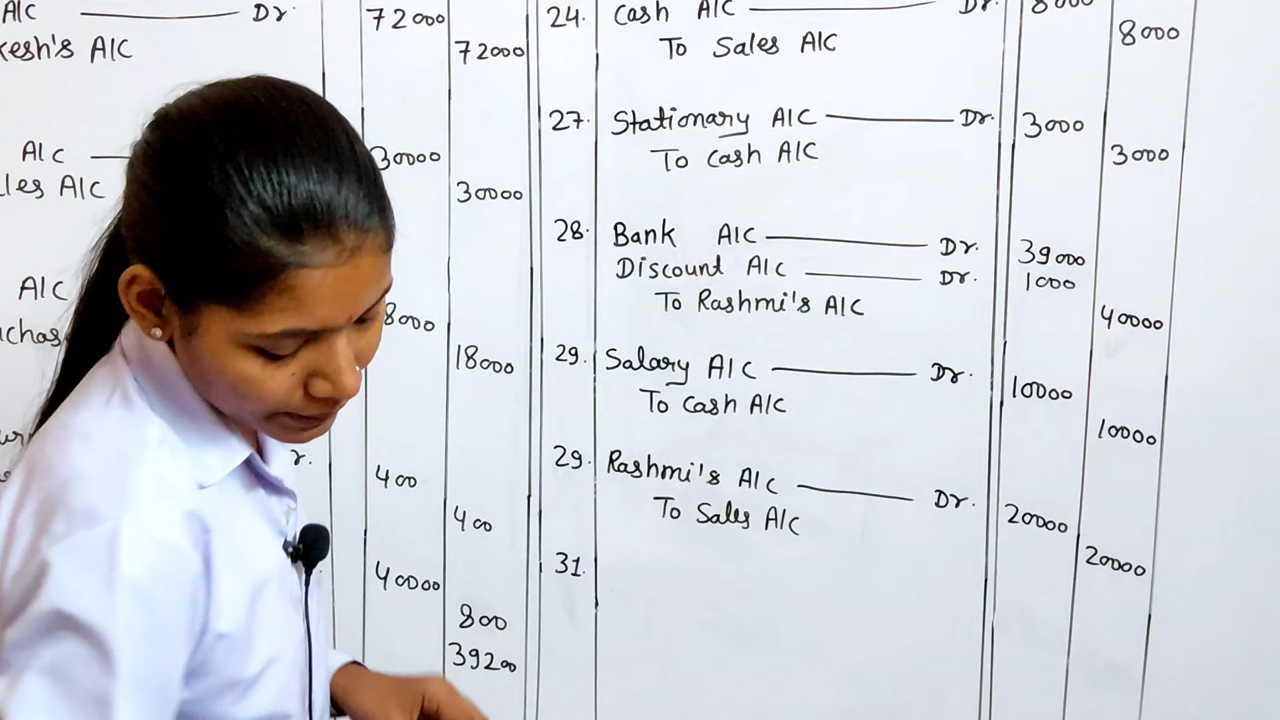 A/C Dr. 72000
kesh's A/C 72000
A/C 30000
les A/C 30000
A/C 8000
chas 18000
r. 400
400
40000
800
39200
24. Cash A/C Dr. 8000
To Sales A/C 8000
27. Stationary A/C Dr. 3000
To Cash A/C 3000
28. Bank A/C Dr. 39000
Discount A/C Dr. 1000
To Rashmi's A/C 40000
29. Salary A/C Dr. 10000
To Cash A/C 10000
29. Rashmi's A/C Dr. 20000
To Sales A/C 20000
31.